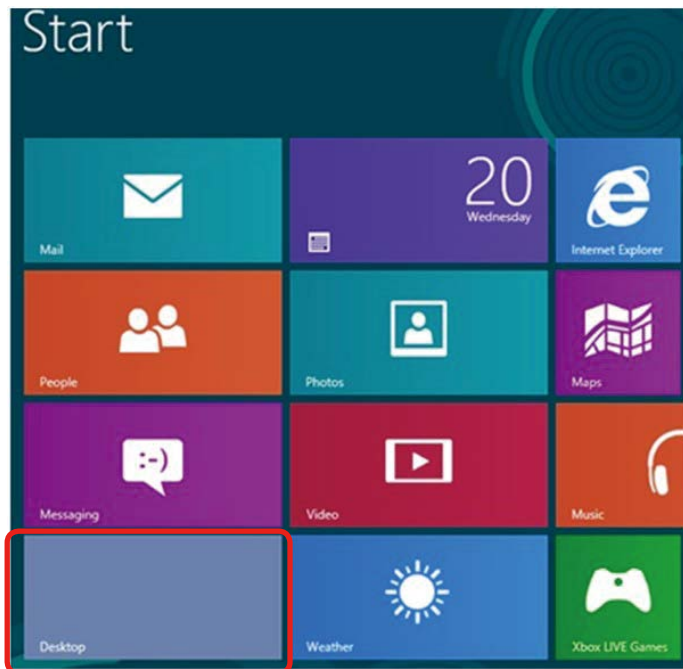 Start
Mail
20
Wednesday
Internet Explorer
People
Photos
Maps
:-)
Messaging
Video
Music
Desktop
Weather
Xbox LIVE Games